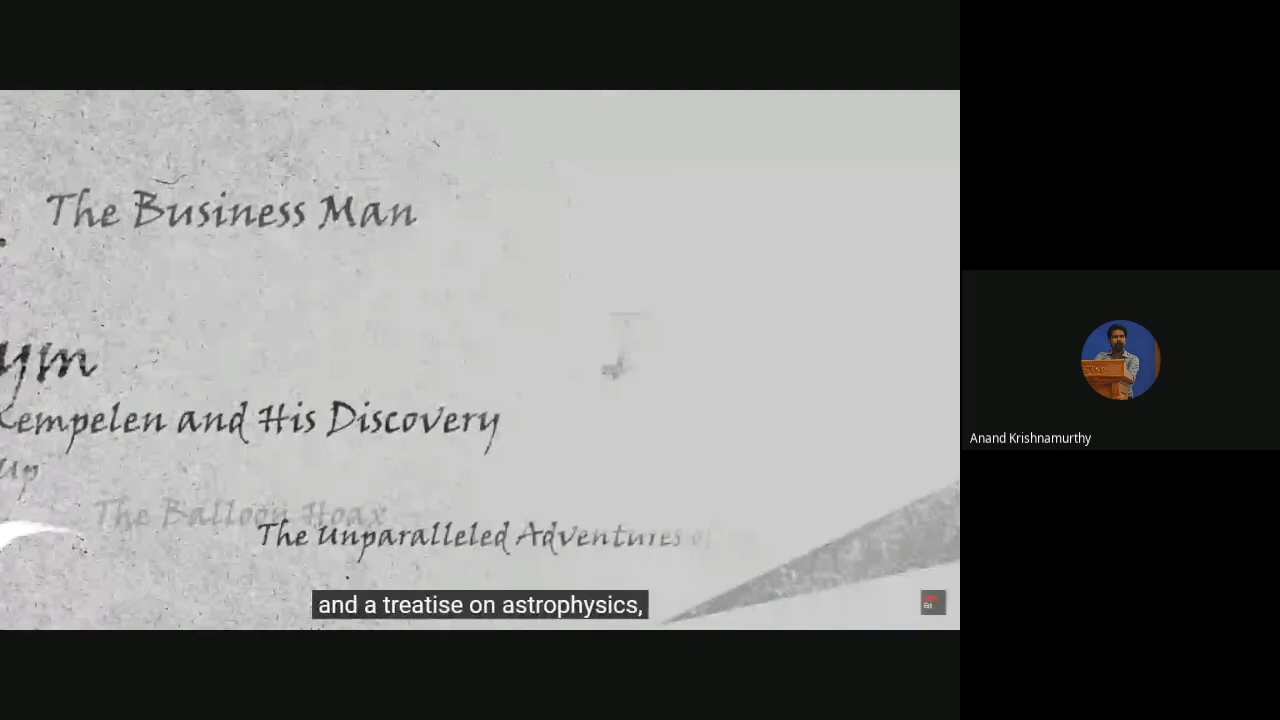 The Business Man
ym
Kempelen and His Discovery
Up
The Balloon Hoax
The Unparalleled Adventures of
and a treatise on astrophysics,
Anand Krishnamurthy